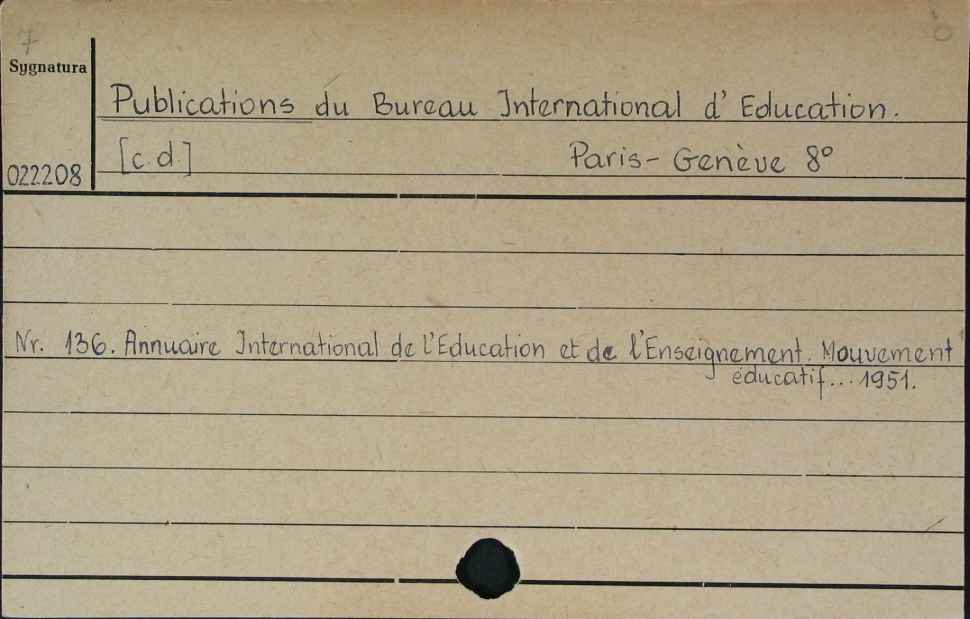 7
Sygnatura
Publications du Bureau International d'Education.
[c.d.] Paris-Genève 8°
022208
Nr. 136. Annuaire International de l'Education et de l'Enseignement. Mouvement
éducatif... 1951.